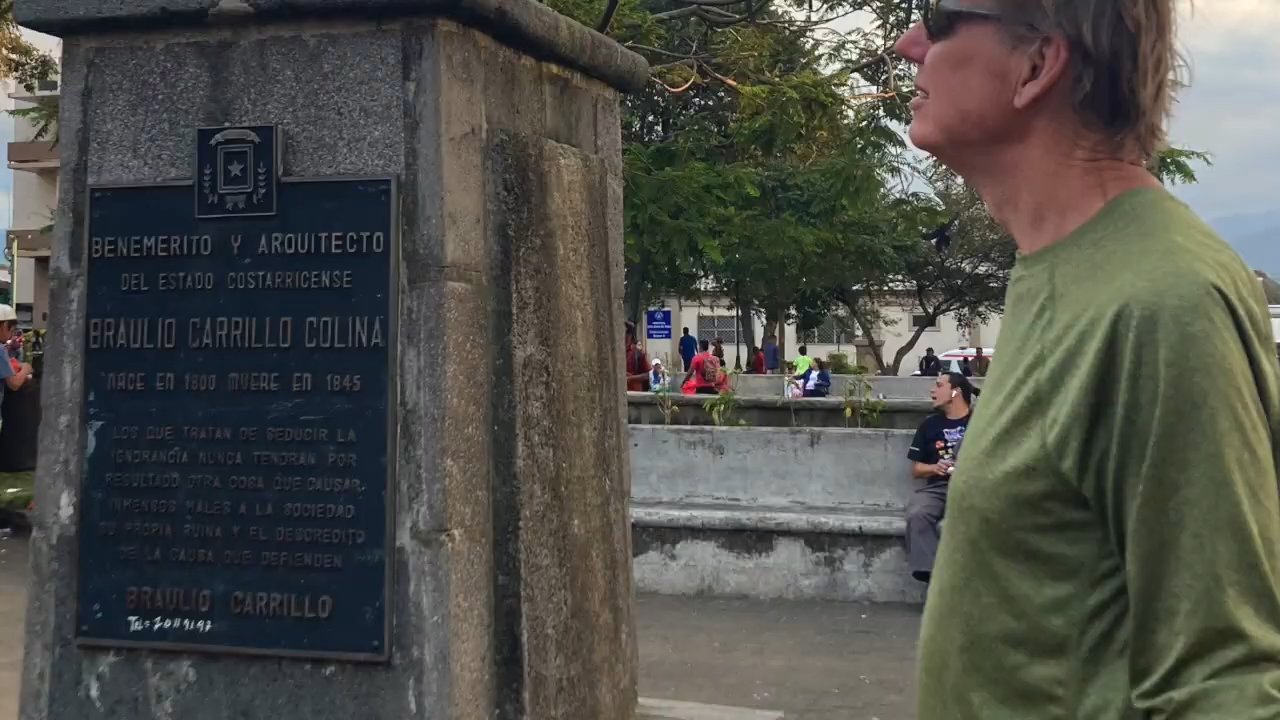 BENEMERITO Y ARQUITECTO
DEL ESTADO COSTARRICENSE
BRAULIO CARRILLO COLINA
NACE EN 1800 MUERE EN 1845
LOS QUE TRATAN DE SEDUCIR LA
IGNORANCIA NUNCA TENDRAN POR
RESULTADO OTRA COSA QUE CAUSAR
INMENSOS MALES A LA SOCIEDAD
SU PROPIA RUINA Y EL DESCREDITO
DE LA CAUSA QUE DEFIENDEN
BRAULIO CARRILLO